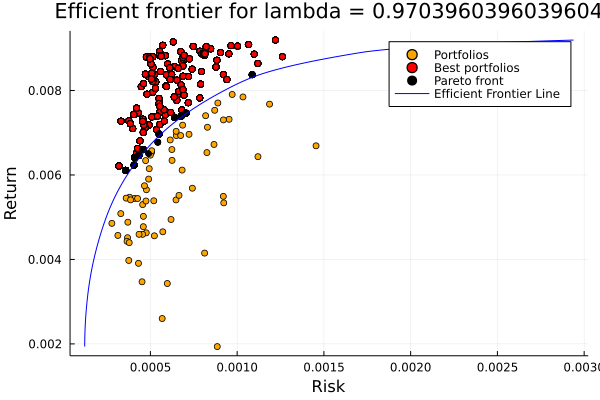 Efficient frontier for lambda = 0.9703960396039604
Portfolios
Best portfolios
Pareto front
Efficient Frontier Line
Return
0.008
0.006
0.004
0.002
0.0005
0.0010
0.0015
0.0020
0.0025
0.0030
Risk